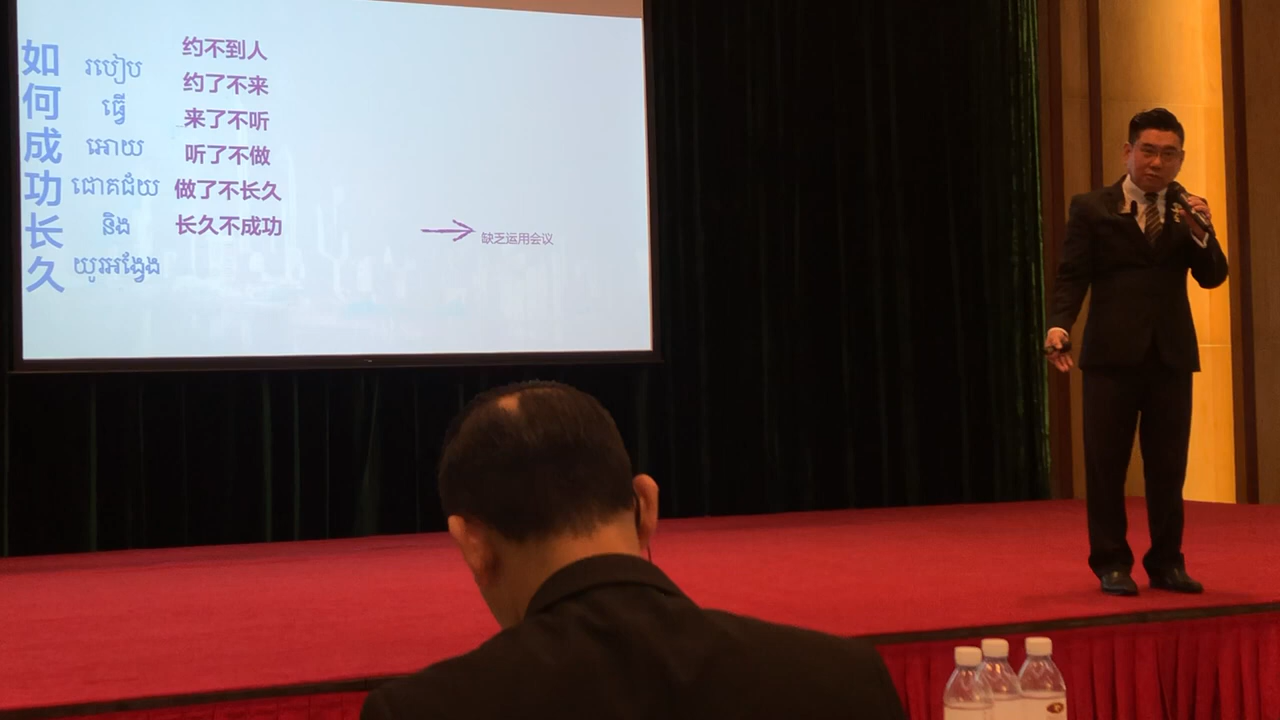 如何成功长久
របៀប
ធ្វើ
អោយ
ជោគជ័យ
និង
យូរអង្វែង
约不到人
约了不来
来了不听
听了不做
做了不长久
长久不成功
缺乏运用会议